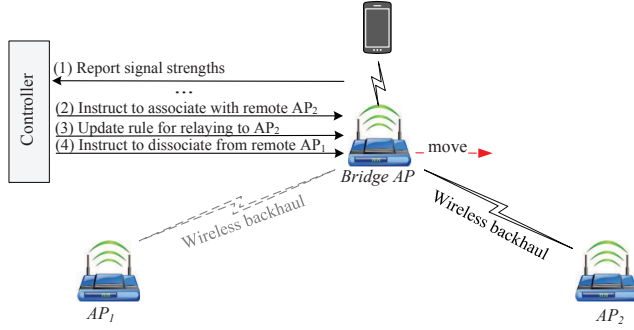 (1) Report signal strengths
...
(2) Instruct to associate with remote AP2
(3) Update rule for relaying to AP2
(4) Instruct to dissociate from remote AP1
Controller
move
Bridge AP
Wireless backhaul
Wireless backhaul
AP1
AP2